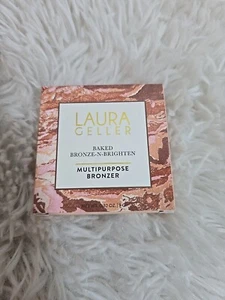 LAURA
GELLER
BAKED
BRONZE-N-BRIGHTEN
MULTIPURPOSE
BRONZER